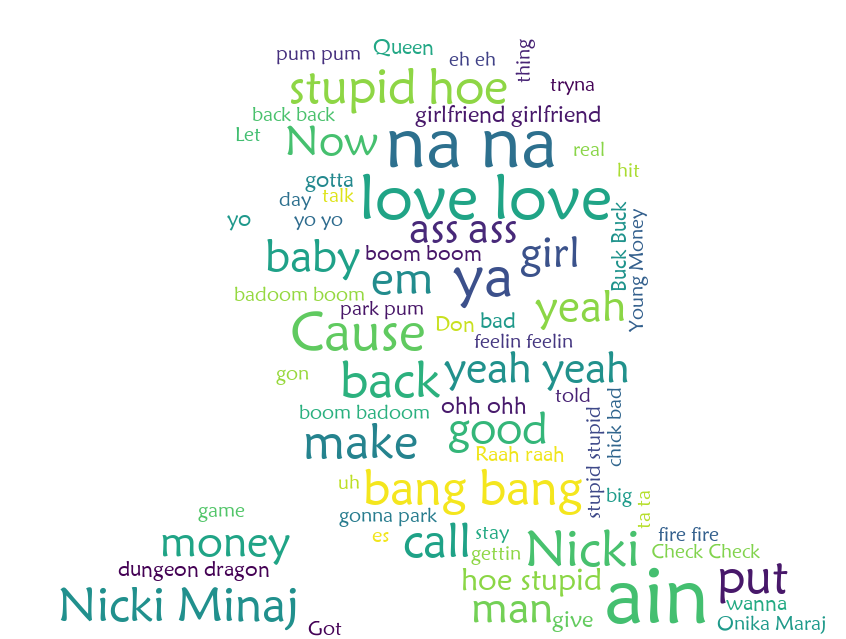 pum pum
Queen
eh eh
thing
stupid hoe
tryna
back back
girlfriend girlfriend
Let
Now
na na
real
hit
gotta
day
talk
love love
yo
yo yo
ass ass
Buck Buck
Young Money
baby
boom boom
girl
em
ya
badoom boom
park pum
yeah
Cause
Don
bad
feelin feelin
gon
back
yeah yeah
told
chick bad
boom badoom
ohh ohh
stupid stupid
make
good
Raah raah
uh
bang bang
big
ta ta
game
gonna park
money
es
call
stay
gettin
Nicki
fire fire
Check Check
dungeon dragon
hoe stupid
ain
put
Nicki Minaj
Got
man
give
wanna
Onika Maraj